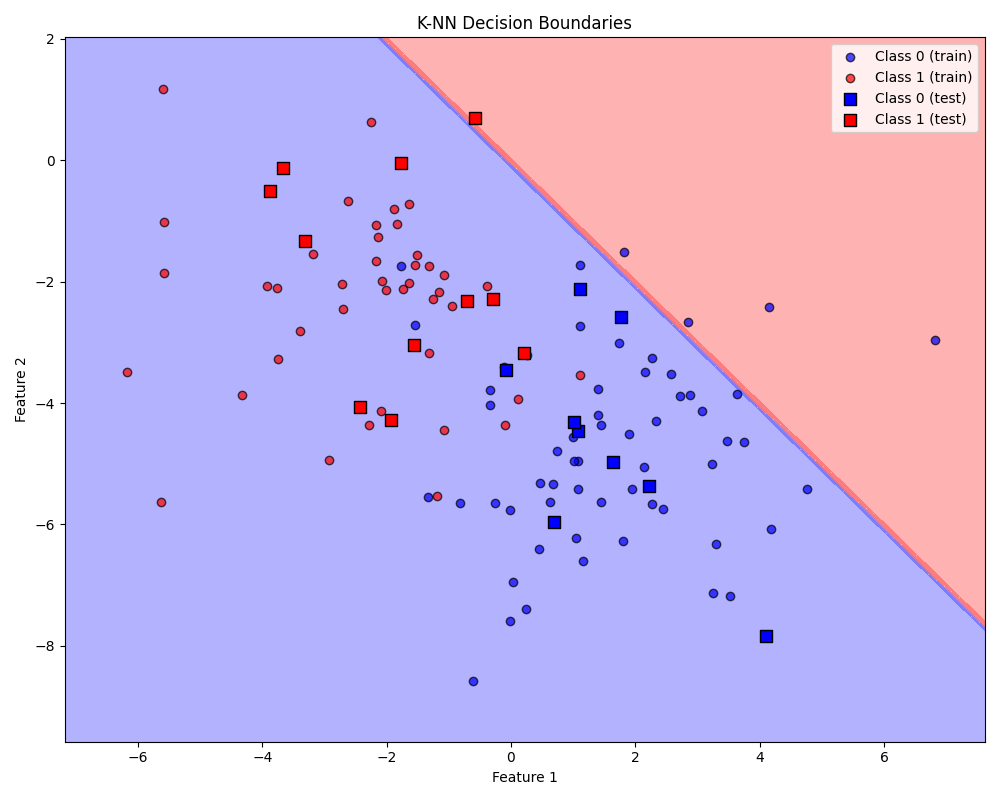 K-NN Decision Boundaries
2
0
−2
−4
−6
−8
Feature 2
Class 0 (train)
Class 1 (train)
Class 0 (test)
Class 1 (test)
−6 −4 −2 0 2 4 6
Feature 1